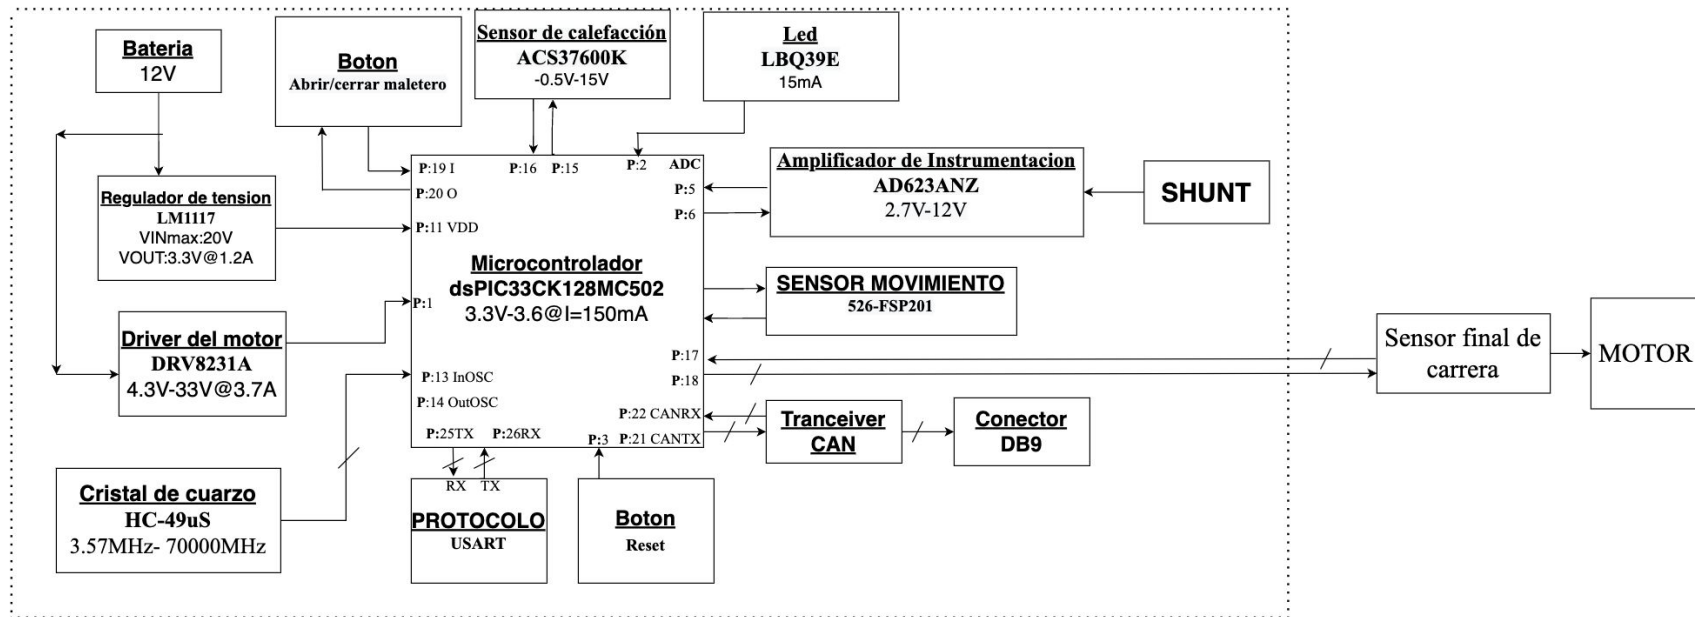 Bateria
12V
Boton
Abrir/cerrar maletero
Sensor de calefacción
ACS37600K
-0.5V-15V
Led
LBQ39E
15mA
Regulador de tension
LM1117
VINmax:20V
VOUT:3.3V@1.2A
Driver del motor
DRV8231A
4.3V-33V@3.7A
Cristal de cuarzo
HC-49uS
3.57MHz- 70000MHz
P:19 I
P:20 O
P:11 VDD
P:1
P:13 InOSC
P:14 OutOSC
P:16
P:15
P:2
ADC
P:5
P:6
Microcontrolador
dsPIC33CK128MC502
3.3V-3.6@I=150mA
P:17
P:18
P:22 CANRX
P:21 CANTX
P:25TX
P:26RX
P:3
RX
TX
PROTOCOLO
USART
Boton
Reset
Amplificador de Instrumentacion
AD623ANZ
2.7V-12V
SHUNT
SENSOR MOVIMIENTO
526-FSP201
Tranceiver
CAN
Conector
DB9
Sensor final de
carrera
MOTOR